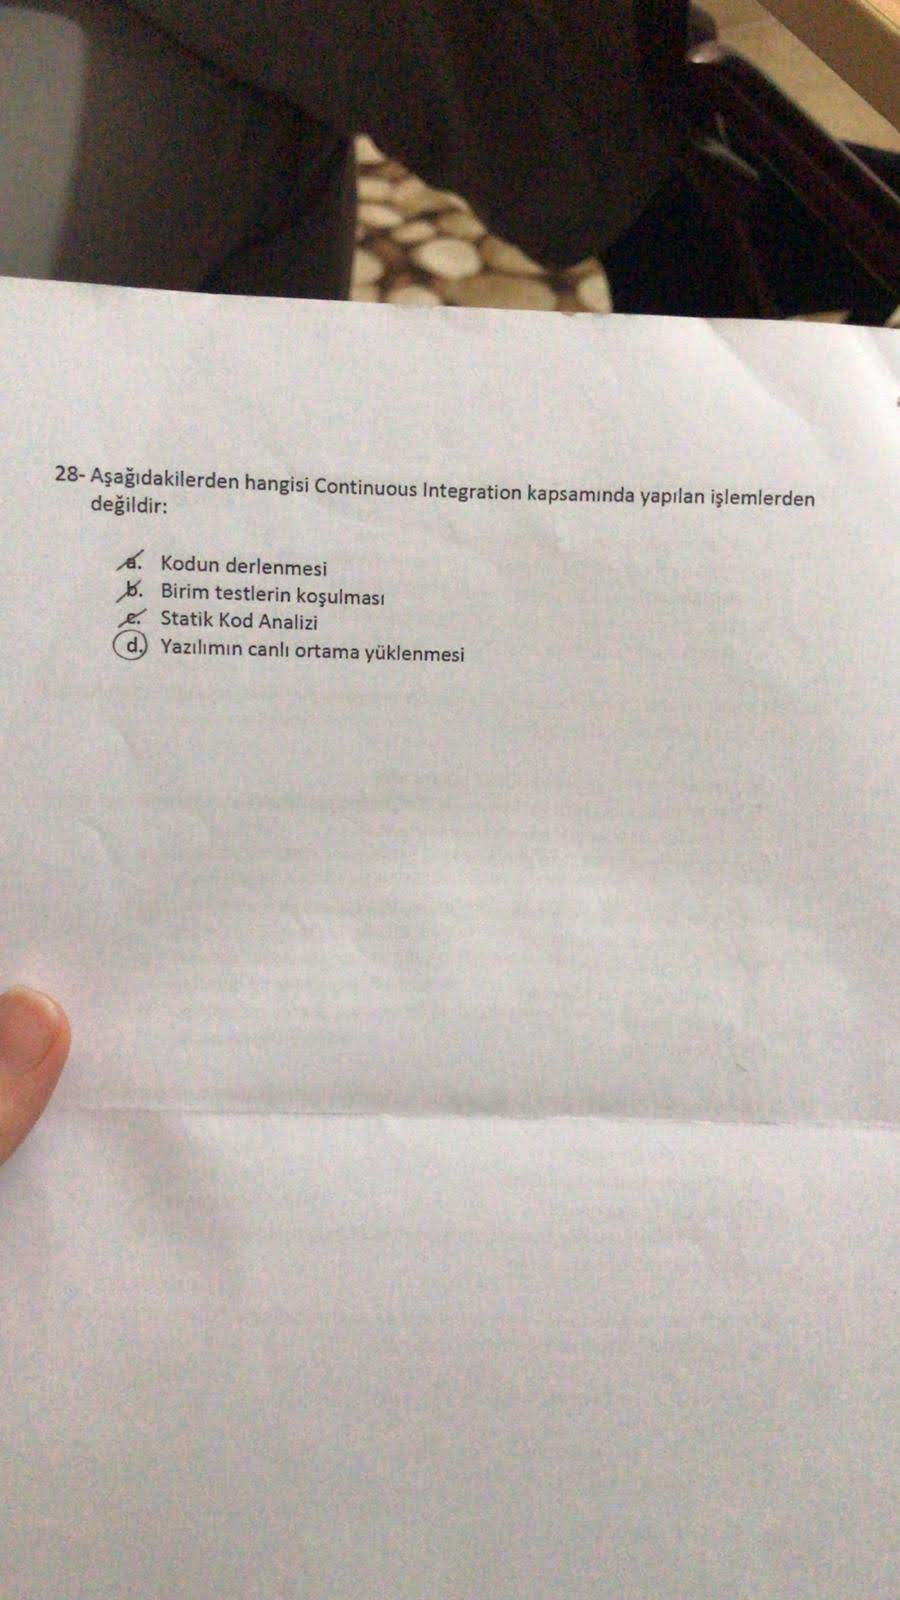 28- Aşağıdakilerden hangisi Continuous Integration kapsamında yapılan işlemlerden
değildir:
a. Kodun derlenmesi
b. Birim testlerin koşulması
c. Statik Kod Analizi
d. Yazılımın canlı ortama yüklenmesi